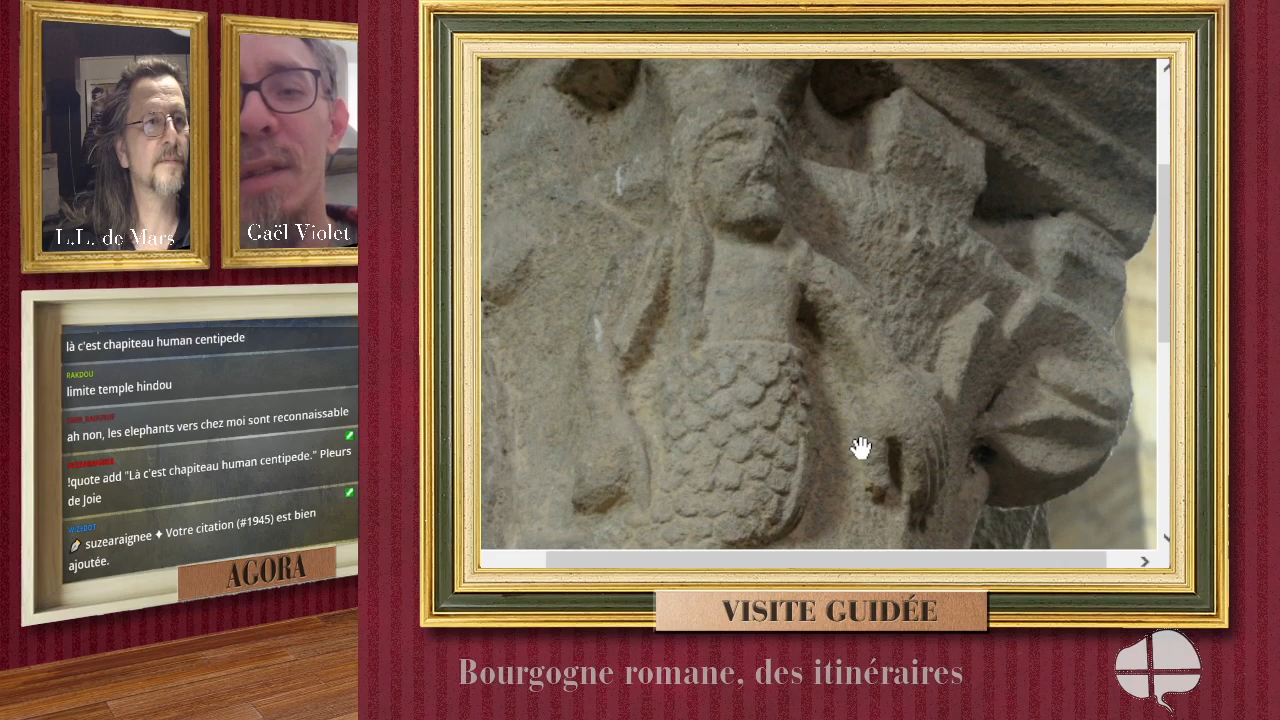 L.L. de Mars
Gaël Violet
là c'est chapiteau human centipede
RAKDOU
limite temple hindou
ah non, les elephants vers chez moi sont reconnaissable
!quote add "Là c'est chapiteau human centipede." Pleurs
de Joie
WIZEBOT
suzearaignee ✦ Votre citation (#1945) est bien
ajoutée.
AGORA
VISITE GUIDÉE
Bourgogne romane, des itinéraires